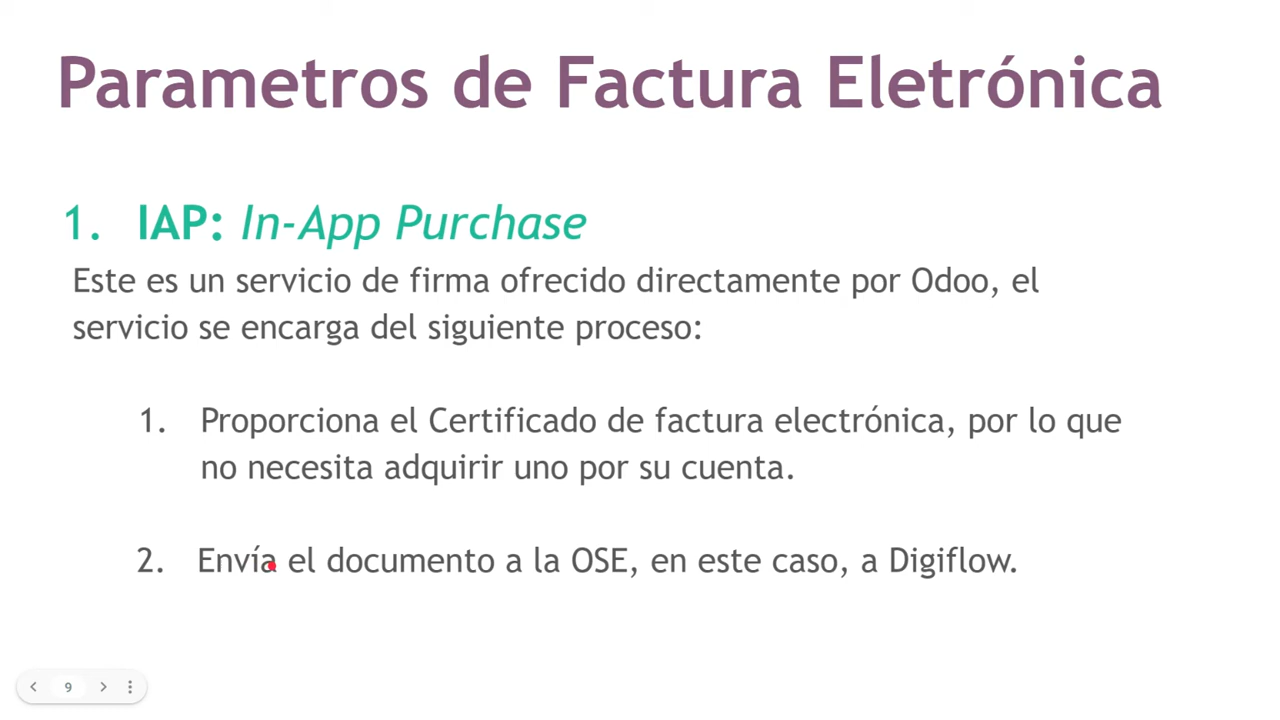 Parametros de Factura Eletrónica
1. IAP: In-App Purchase
Este es un servicio de firma ofrecido directamente por Odoo, el
servicio se encarga del siguiente proceso:
1. Proporciona el Certificado de factura electrónica, por lo que
no necesita adquirir uno por su cuenta.
2. Envía el documento a la OSE, en este caso, a Digiflow.
9